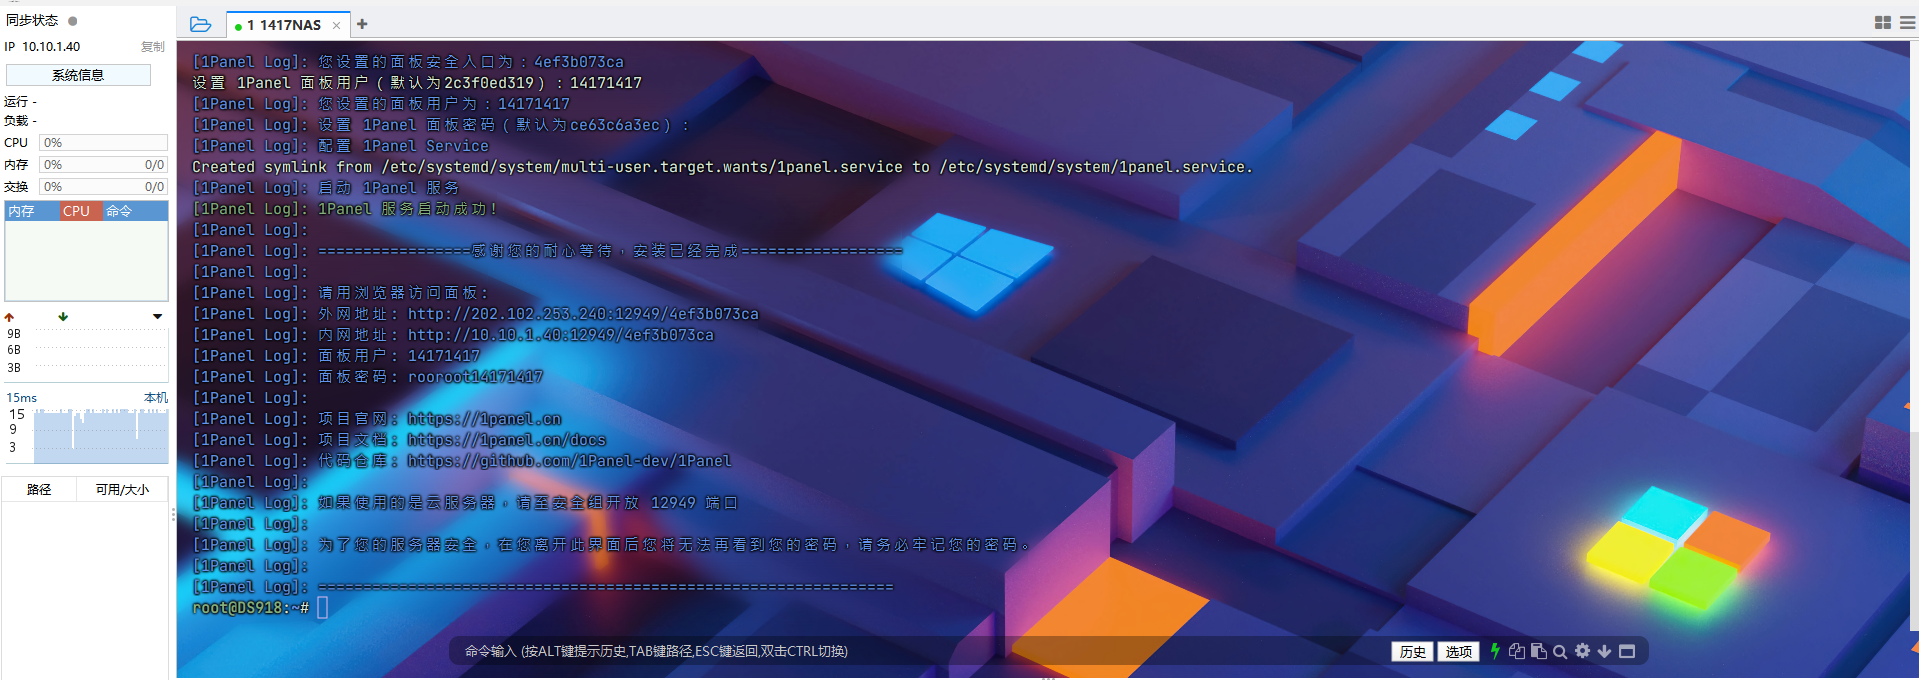 同步状态
IP 10.10.1.40 复制
系统信息
运行 -
负载 -
CPU 0%
内存 0% 0/0
交换 0% 0/0
内存 CPU 命令
9B
6B
3B
15ms 本机
15
9
3
路径 可用/大小
1 1417NAS
[1Panel Log]: 您设置的面板安全入口为：4ef3b073ca
设置 1Panel 面板用户（默认为2c3f0ed319）：14171417
[1Panel Log]: 您设置的面板用户为：14171417
[1Panel Log]: 设置 1Panel 面板密码（默认为ce63c6a3ec）：
[1Panel Log]: 配置 1Panel Service
Created symlink from /etc/systemd/system/multi-user.target.wants/1panel.service to /etc/systemd/system/1panel.service.
[1Panel Log]: 启动 1Panel 服务
[1Panel Log]: 1Panel 服务启动成功!
[1Panel Log]:
[1Panel Log]: =================感谢您的耐心等待，安装已经完成==================
[1Panel Log]:
[1Panel Log]: 请用浏览器访问面板:
[1Panel Log]: 外网地址: http://202.102.253.240:12949/4ef3b073ca
[1Panel Log]: 内网地址: http://10.10.1.40:12949/4ef3b073ca
[1Panel Log]: 面板用户: 14171417
[1Panel Log]: 面板密码: rooroot14171417
[1Panel Log]:
[1Panel Log]: 项目官网: https://1panel.cn
[1Panel Log]: 项目文档: https://1panel.cn/docs
[1Panel Log]: 代码仓库: https://github.com/1Panel-dev/1Panel
[1Panel Log]:
[1Panel Log]: 如果使用的是云服务器，请至安全组开放 12949 端口
[1Panel Log]:
[1Panel Log]: 为了您的服务器安全，在您离开此界面后您将无法再看到您的密码，请务必牢记您的密码。
[1Panel Log]:
[1Panel Log]: ================================================================
root@DS918:~#
命令输入 (按ALT键提示历史,TAB键路径,ESC键返回,双击CTRL切换) 历史 选项